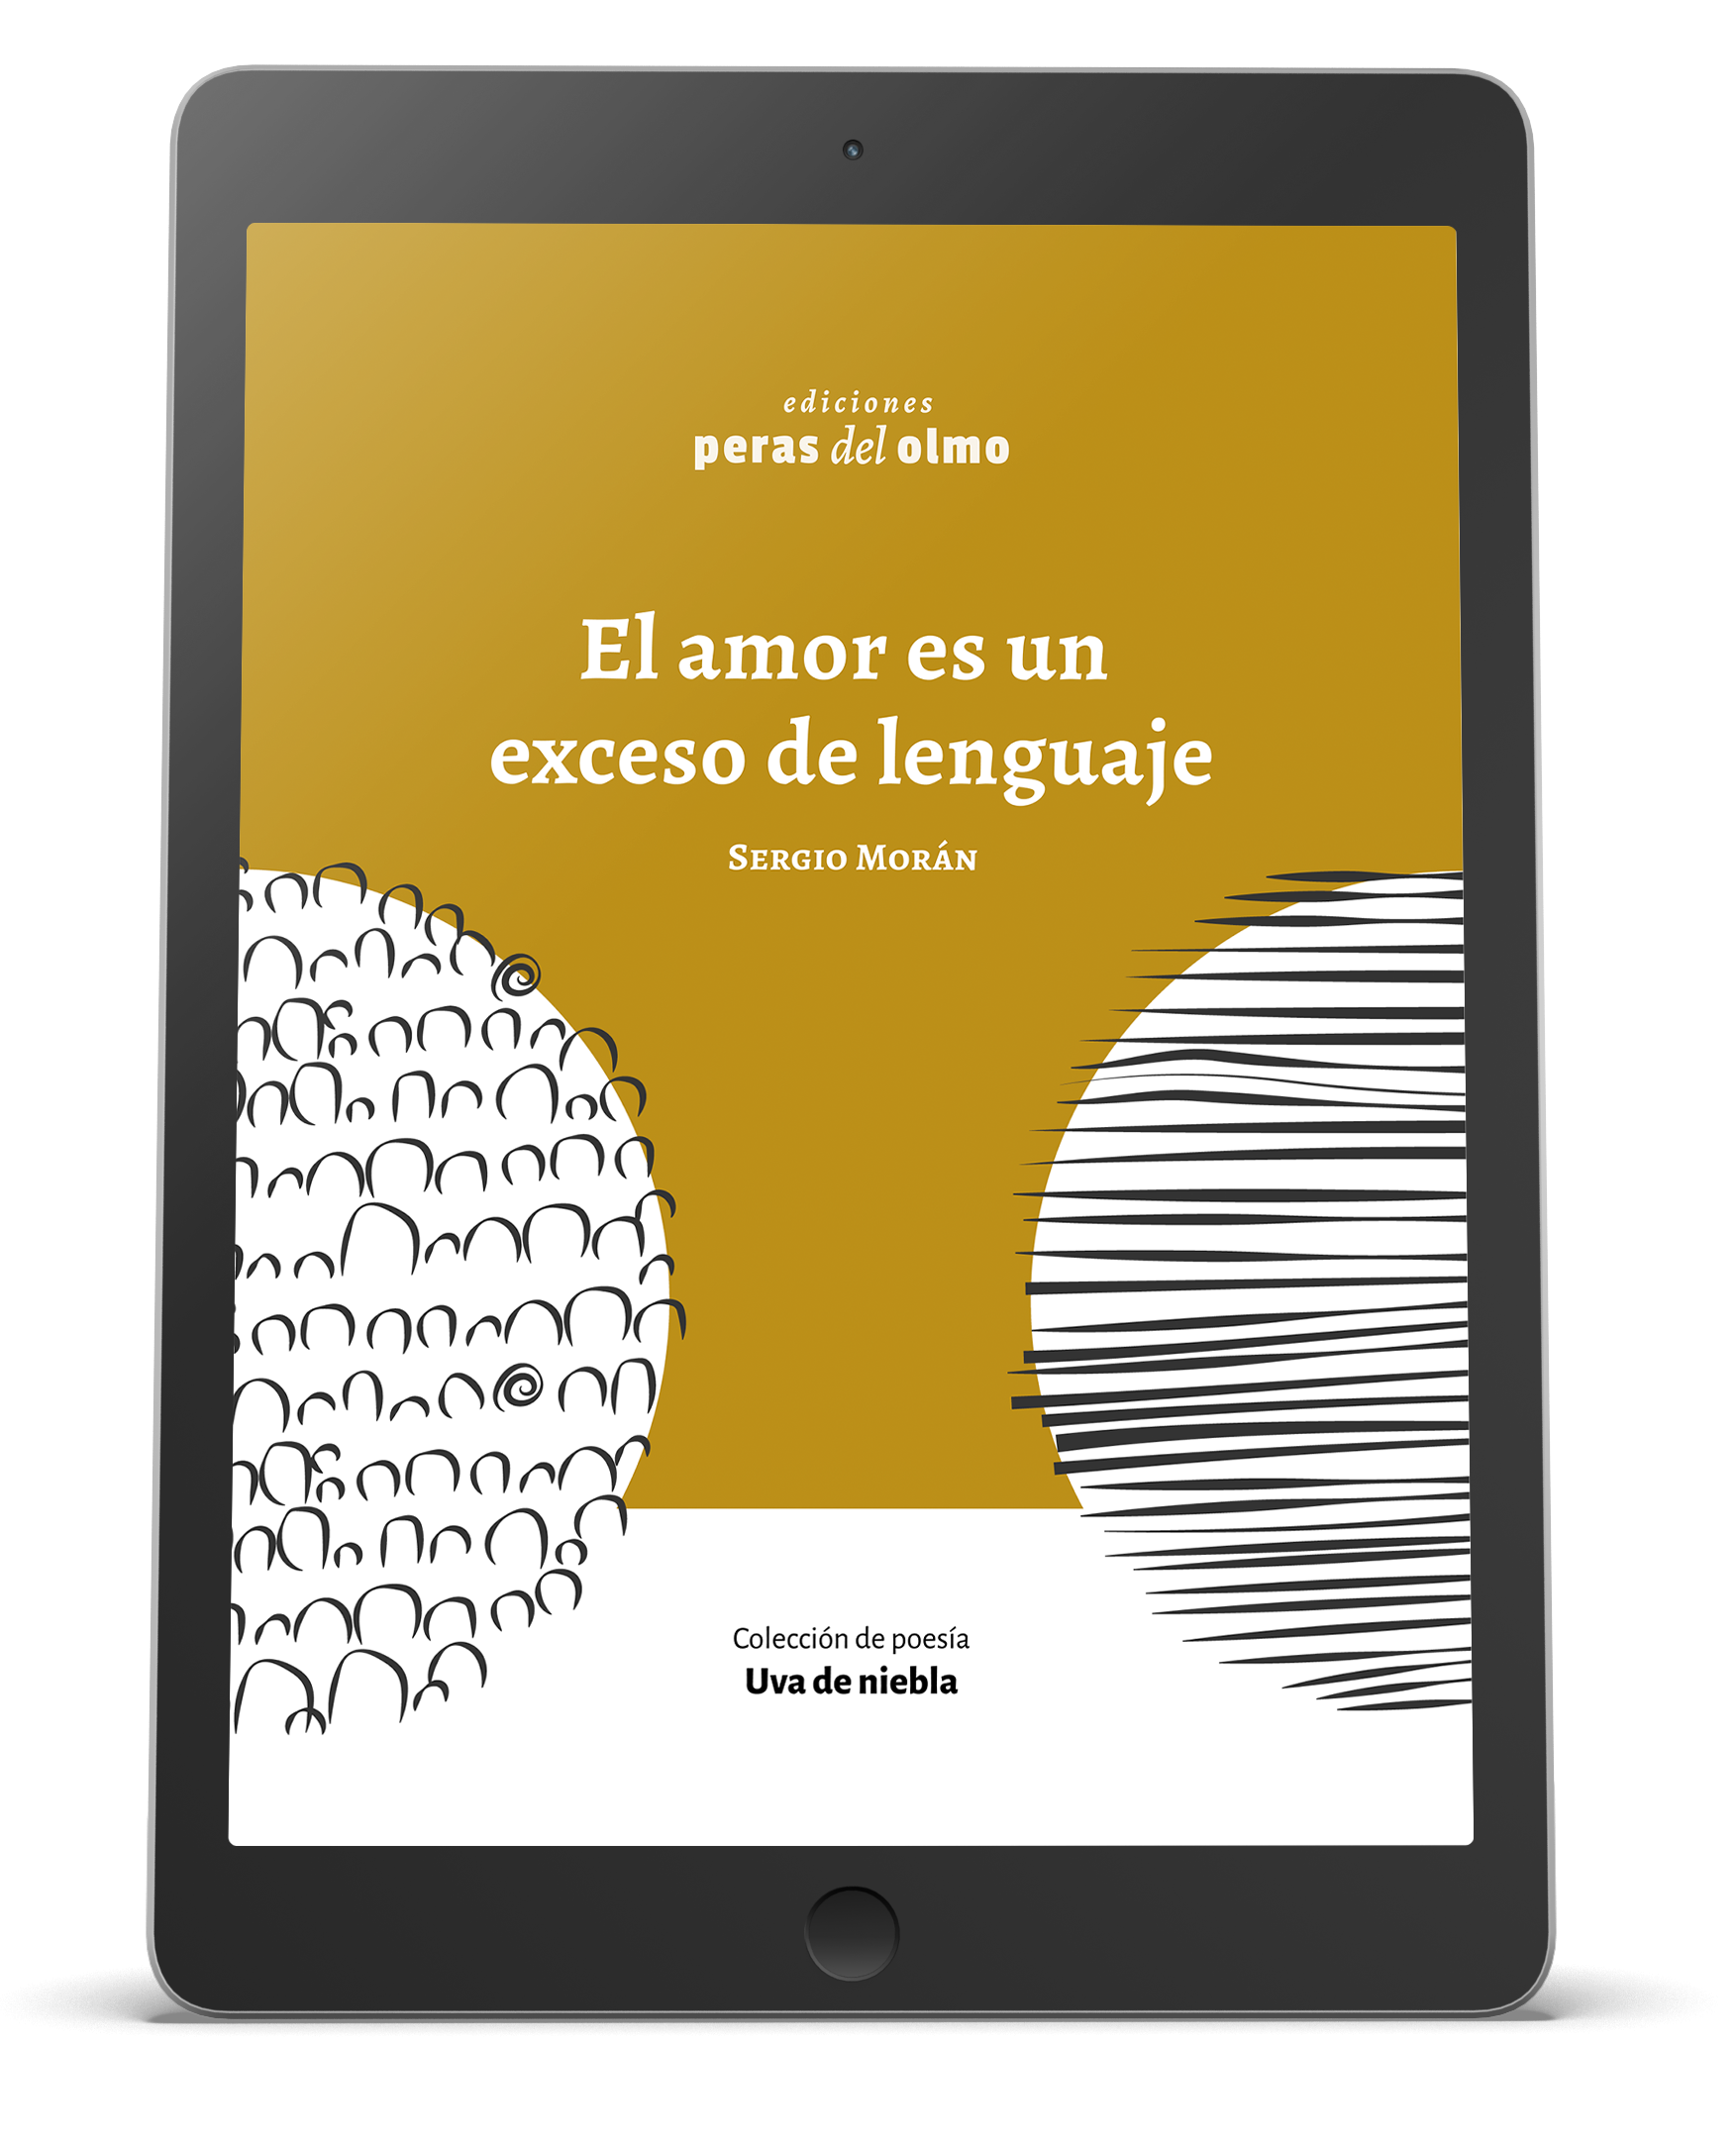 ediciones
peras del olmo
El amor es un
exceso de lenguaje
Sergio Morán
Colección de poesía
Uva de niebla